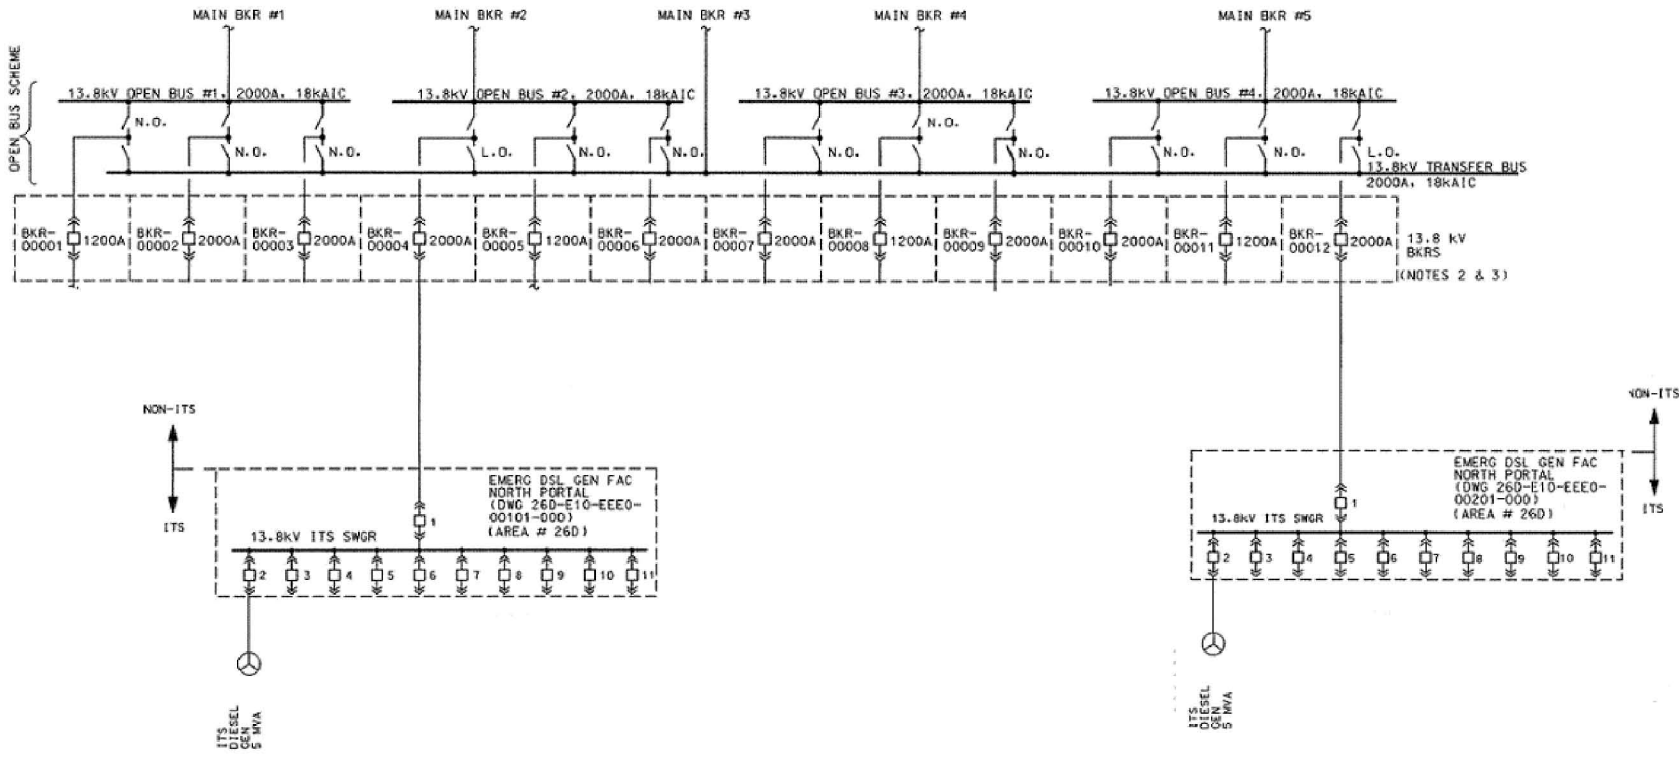 MAIN BKR #1
MAIN BKR #2
MAIN BKR #3
MAIN BKR #4
MAIN BKR #5
OPEN BUS SCHEME
13.8kV OPEN BUS #1, 2000A, 18kAIC
13.8kV OPEN BUS #2, 2000A, 18kAIC
13.8kV OPEN BUS #3, 2000A, 18kAIC
13.8kV OPEN BUS #4, 2000A, 18kAIC
N.O.
N.O.
N.O.
N.O.
L.O.
N.O.
N.O.
N.O.
N.O.
N.O.
N.O.
L.O.
13.8kV TRANSFER BUS
2000A, 18kAIC
BKR-
00001
1200A
BKR-
00002
2000A
BKR-
00003
2000A
BKR-
00004
2000A
BKR-
00005
1200A
BKR-
00006
2000A
BKR-
00007
2000A
BKR-
00008
1200A
BKR-
00009
2000A
BKR-
00010
2000A
BKR-
00011
1200A
BKR-
00012
2000A
13.8 kV
BKRS
(NOTES 2 & 3)
NON-ITS
ITS
EMERG DSL GEN FAC
NORTH PORTAL
(DWG 26D-E10-EEE0-
00101-000)
(AREA # 26D)
1
13.8kV ITS SWGR
2 3 4 5 6 7 8 9 10 11
ITS
DIESEL
GEN
5 MVA
NON-ITS
ITS
EMERG DSL GEN FAC
NORTH PORTAL
(DWG 26D-E10-EEE0-
00201-000)
(AREA # 26D)
1
13.8kV ITS SWGR
2 3 4 5 6 7 8 9 10 11
ITS
DIESEL
GEN
5 MVA